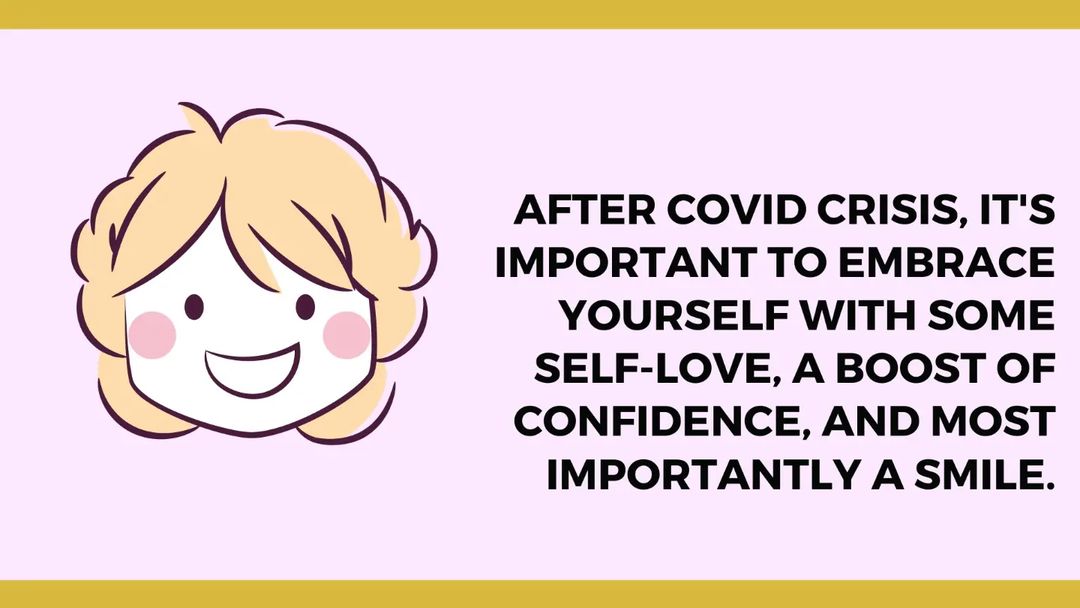 AFTER COVID CRISIS, IT'S
IMPORTANT TO EMBRACE
YOURSELF WITH SOME
SELF-LOVE, A BOOST OF
CONFIDENCE, AND MOST
IMPORTANTLY A SMILE.